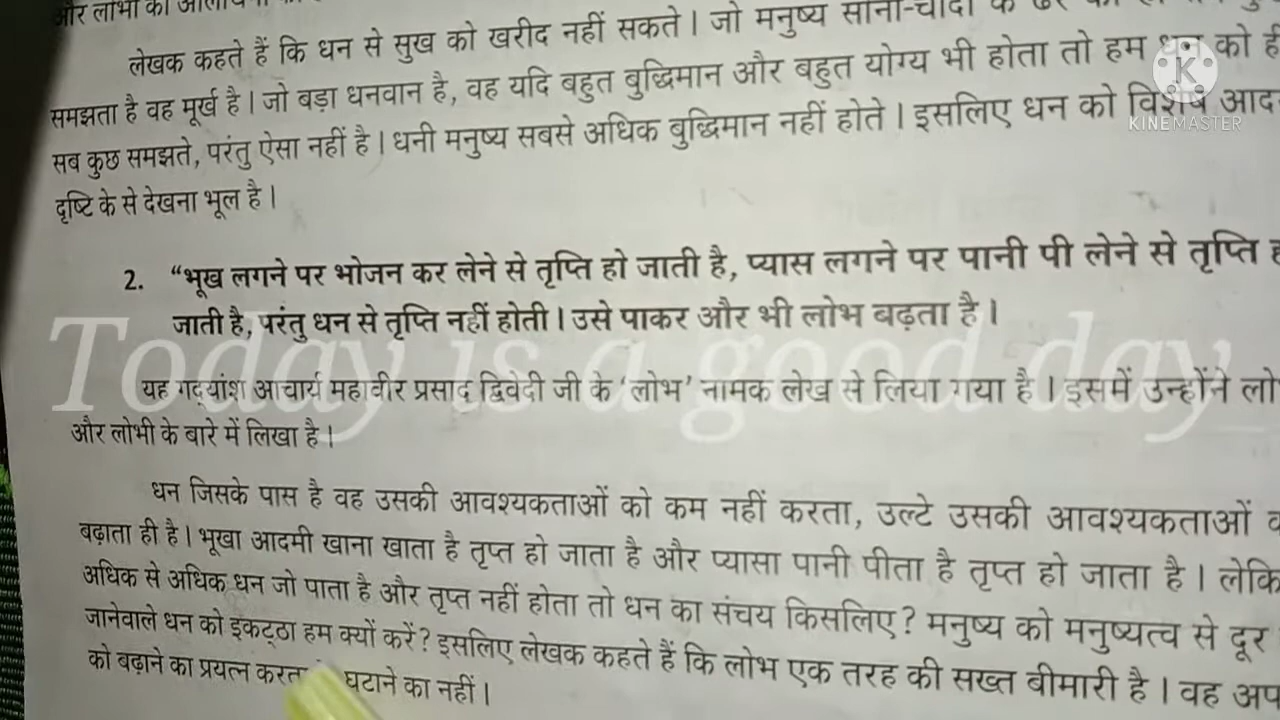 और लोभी की
लेखक कहते हैं कि धन से सुख को खरीद नहीं सकते। जो मनुष्य सोना-चाँदी के ढेर को ही
समझता है वह मूर्ख है। जो बड़ा धनवान है, वह यदि बहुत बुद्धिमान और बहुत योग्य भी होता तो हम धन को ही
सब कुछ समझते, परंतु ऐसा नहीं है। धनी मनुष्य सबसे अधिक बुद्धिमान नहीं होते। इसलिए धन को विशेष आद
दृष्टि के से देखना भूल है।
K
KINEMASTER
2. “भूख लगने पर भोजन कर लेने से तृप्ति हो जाती है, प्यास लगने पर पानी पी लेने से तृप्ति ह
जाती है, परंतु धन से तृप्ति नहीं होती। उसे पाकर और भी लोभ बढ़ता है।
Today is a good day
यह गद्यांश आचार्य महावीर प्रसाद द्विवेदी जी के ‘लोभ’ नामक लेख से लिया गया है। इसमें उन्होंने लो
और लोभी के बारे में लिखा है।
धन जिसके पास है वह उसकी आवश्यकताओं को कम नहीं करता, उल्टे उसकी आवश्यकताओं क
बढ़ाता ही है। भूखा आदमी खाना खाता है तृप्त हो जाता है और प्यासा पानी पीता है तृप्त हो जाता है। लेकि
अधिक से अधिक धन जो पाता है और तृप्त नहीं होता तो धन का संचय किसलिए? मनुष्य को मनुष्यत्व से दूर
जानेवाले धन को इकट्ठा हम क्यों करें? इसलिए लेखक कहते हैं कि लोभ एक तरह की सख्त बीमारी है। वह अप
को बढ़ाने का प्रयत्न करता घटाने का नहीं।